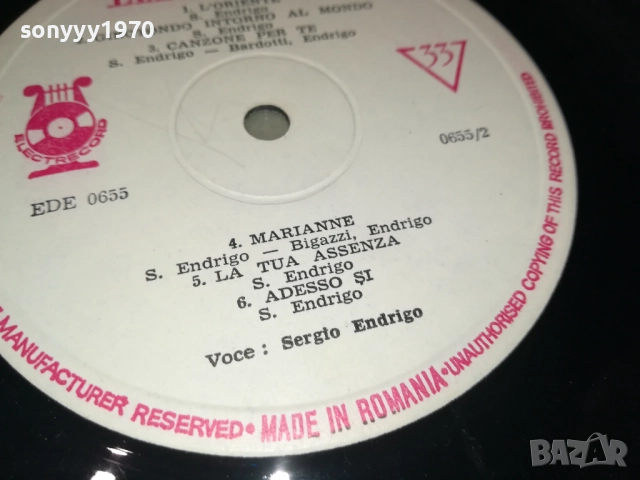 sonyyy1970
1. L'ORIENTE
S. Endrigo
MONDO INTORNO AL MONDO
S. Endrigo
3. CANZONE PER TE
S. Endrigo — Bardotti, Endrigo
33
ELECTRECORD
EDE 0655
0655/2
4. MARIANNE
S. Endrigo — Bigazzi, Endrigo
5. LA TUA ASSENZA
S. Endrigo
6. ADESSO ȘI
S. Endrigo
Voce : Sergio Endrigo
MANUFACTURER RESERVED • MADE IN ROMANIA • UNAUTHORISED COPYING OF THIS RECORD PROHIBITED
BAZAR